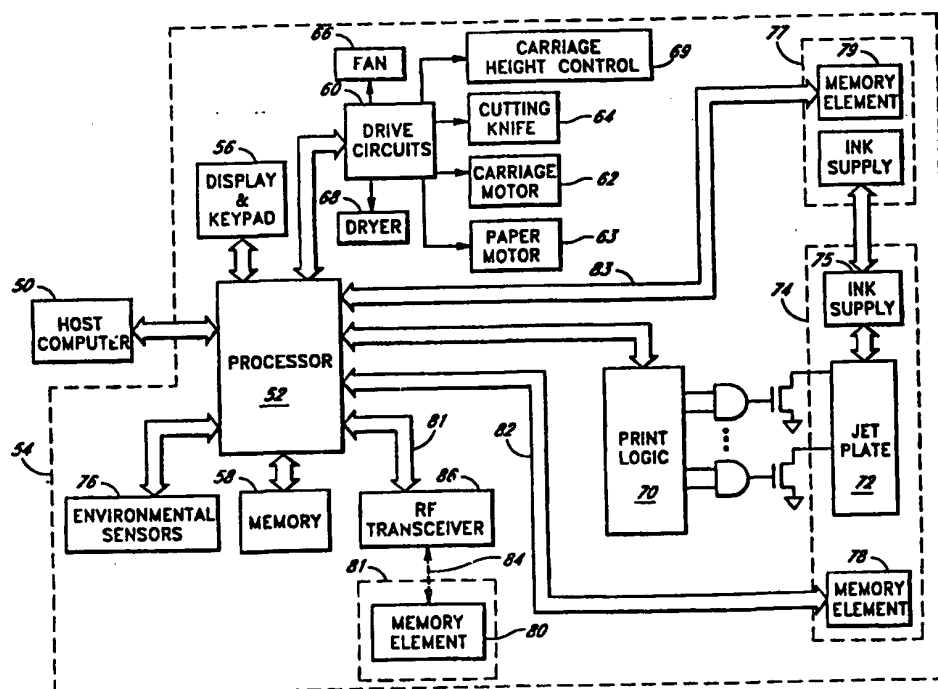 66
FAN
60
DRIVE
CIRCUITS
CARRIAGE
HEIGHT CONTROL
69
CUTTING
KNIFE
64
CARRIAGE
MOTOR
62
68
DRYER
PAPER
MOTOR
63
56
DISPLAY
&
KEYPAD
77
79
MEMORY
ELEMENT
INK
SUPPLY
83
50
HOST
COMPUTER
PROCESSOR
52
74
75
INK
SUPPLY
PRINT
LOGIC
70
JET
PLATE
72
54
76
ENVIRONMENTAL
SENSORS
58
MEMORY
81
86
RF
TRANSCEIVER
82
84
81
MEMORY
ELEMENT
80
78
MEMORY
ELEMENT